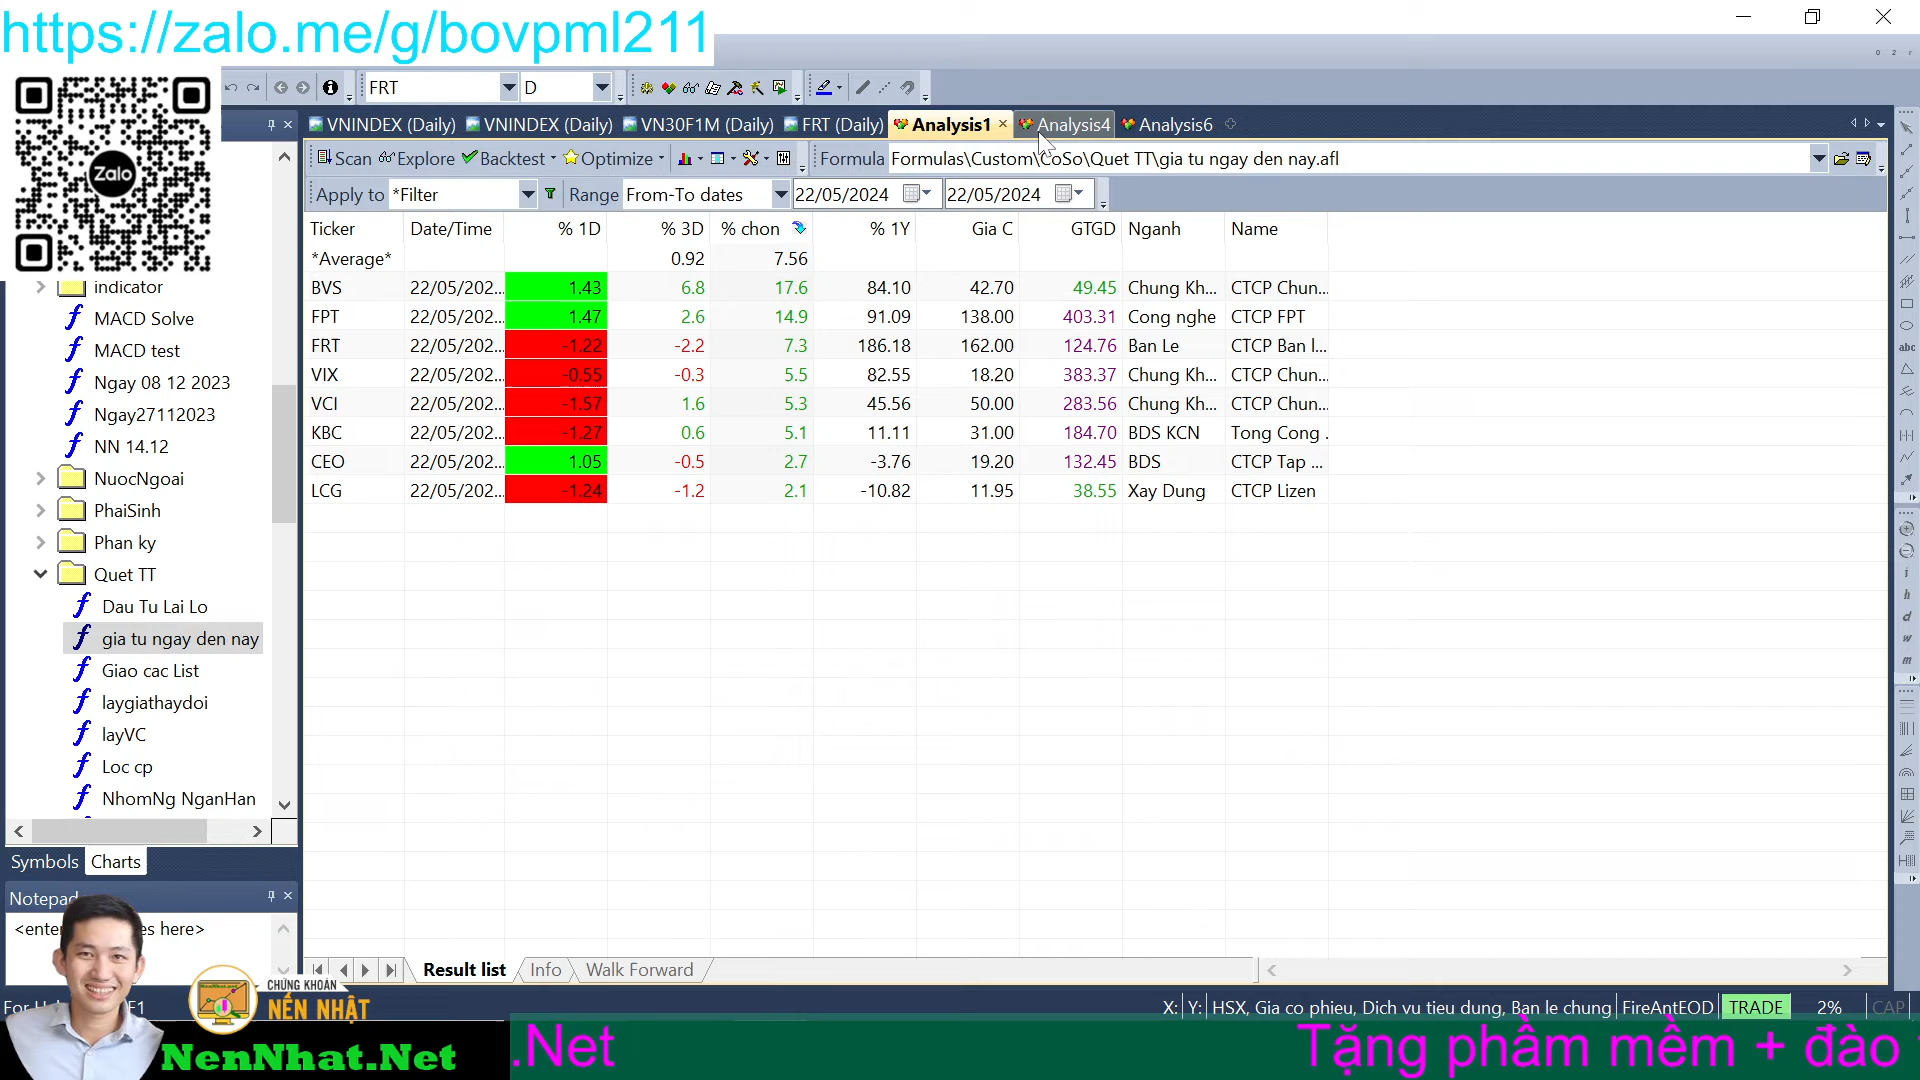 https://zalo.me/g/bovpml211
Zalo
FRT
D
VNINDEX (Daily)
VNINDEX (Daily)
VN30F1M (Daily)
FRT (Daily)
Analysis1
Analysis4
Analysis6
Scan
Explore
Backtest
Optimize
Formula
Formulas\Custom\CoSo\Quet TT\gia tu ngay den nay.afl
Apply to
*Filter
Range
From-To dates
22/05/2024
22/05/2024
Ticker Date/Time % 1D % 3D % chon % 1Y Gia C GTGD Nganh Name
*Average* 0.92 7.56
BVS 22/05/202... 1.43 6.8 17.6 84.10 42.70 49.45 Chung Kh... CTCP Chun...
FPT 22/05/202... 1.47 2.6 14.9 91.09 138.00 403.31 Cong nghe CTCP FPT
FRT 22/05/202... -1.22 -2.2 7.3 186.18 162.00 124.76 Ban Le CTCP Ban l...
VIX 22/05/202... -0.55 -0.3 5.5 82.55 18.20 383.37 Chung Kh... CTCP Chun...
VCI 22/05/202... -1.57 1.6 5.3 45.56 50.00 283.56 Chung Kh... CTCP Chun...
KBC 22/05/202... -1.27 0.6 5.1 11.11 31.00 184.70 BDS KCN Tong Cong .
CEO 22/05/202... 1.05 -0.5 2.7 -3.76 19.20 132.45 BDS CTCP Tap ...
LCG 22/05/202... -1.24 -1.2 2.1 -10.82 11.95 38.55 Xay Dung CTCP Lizen
indicator
MACD Solve
MACD test
Ngay 08 12 2023
Ngay27112023
NN 14.12
NuocNgoai
PhaiSinh
Phan ky
Quet TT
Dau Tu Lai Lo
gia tu ngay den nay
Giao cac List
laygiathaydoi
layVC
Loc cp
NhomNg NganHan
Symbols
Charts
Notepad
<enter es here>
Result list
Info
Walk Forward
For H F1
X: Y: HSX, Gia co phieu, Dich vu tieu dung, Ban le chung FireAntEOD TRADE 2% CAP
CHỨNG KHOÁN
NẾN NHẬT
NenNhat.Net
.Net
Tặng phầm mềm + đào
abc
i
h
d
w
m